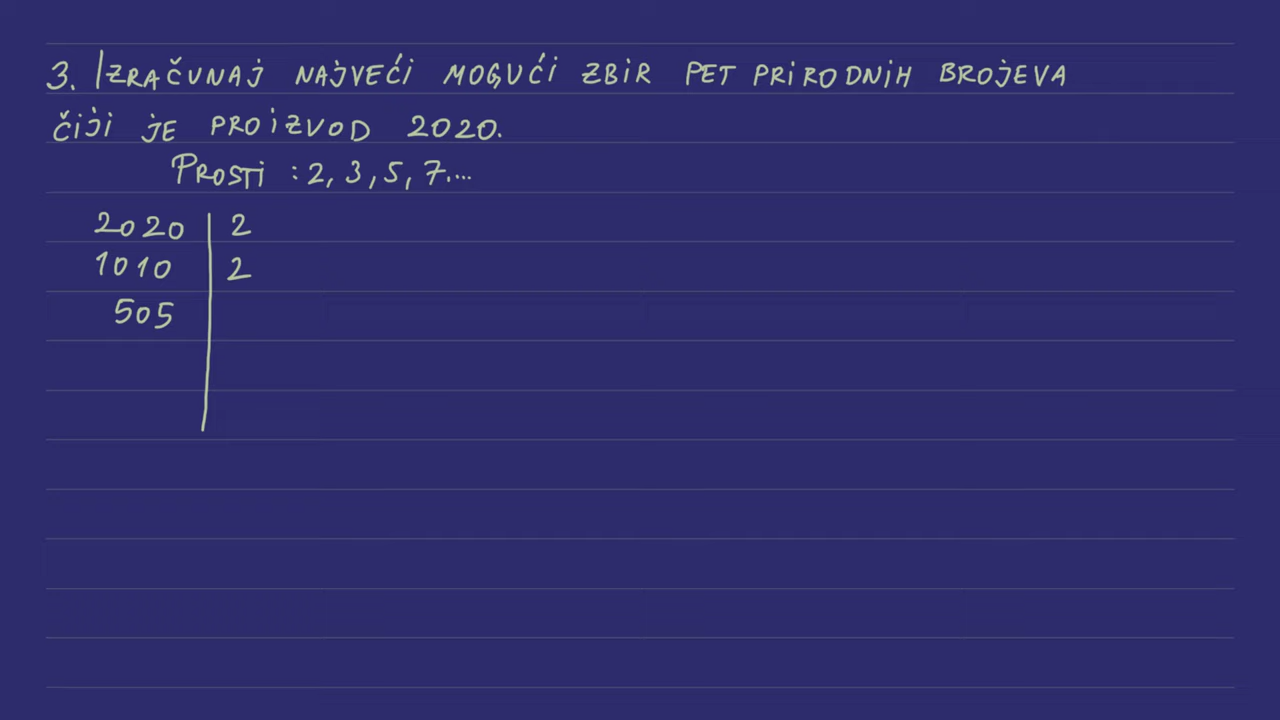 3. IZRAČUNAJ NAJVEĆI MOGUĆI ZBIR PET PRIRODNIH BROJEVA
ČIJI JE PROIZVOD 2020.
PROSTI : 2, 3, 5, 7....
2020 | 2
1010 | 2
505 |